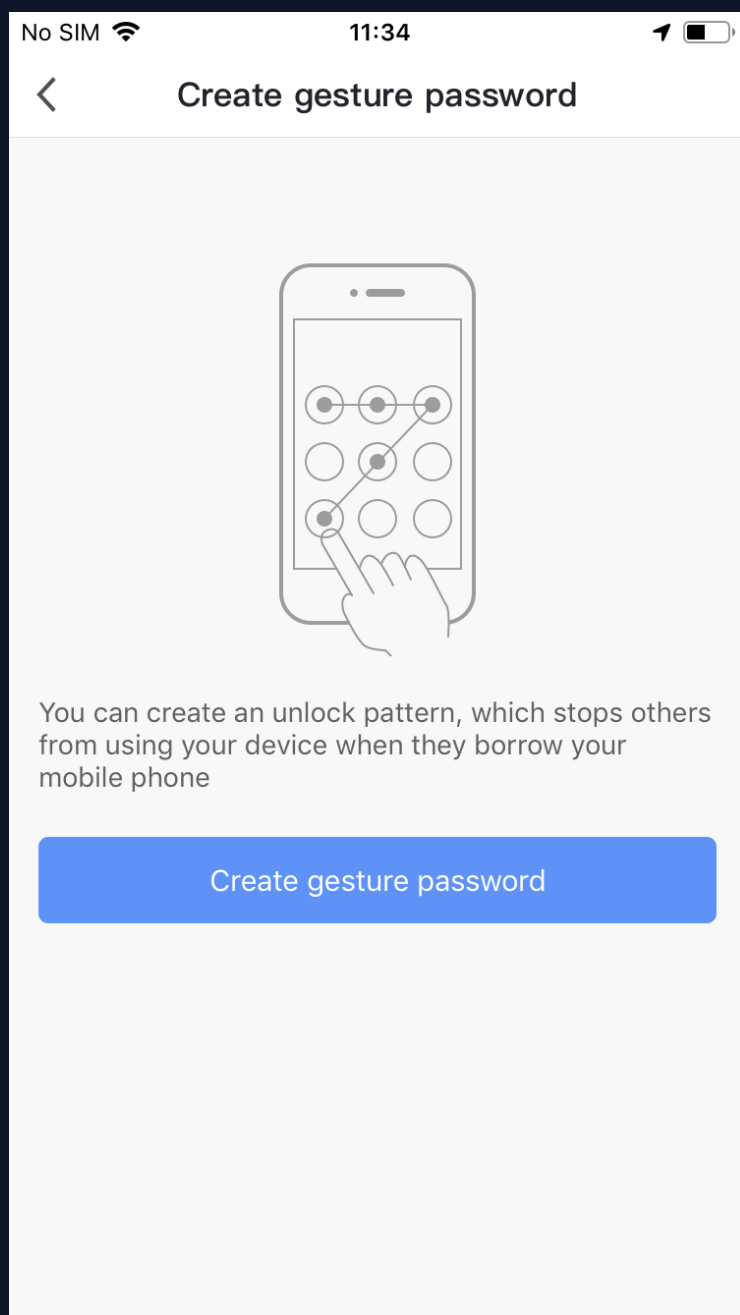 No SIM 11:34
Create gesture password
You can create an unlock pattern, which stops others
from using your device when they borrow your
mobile phone
Create gesture password